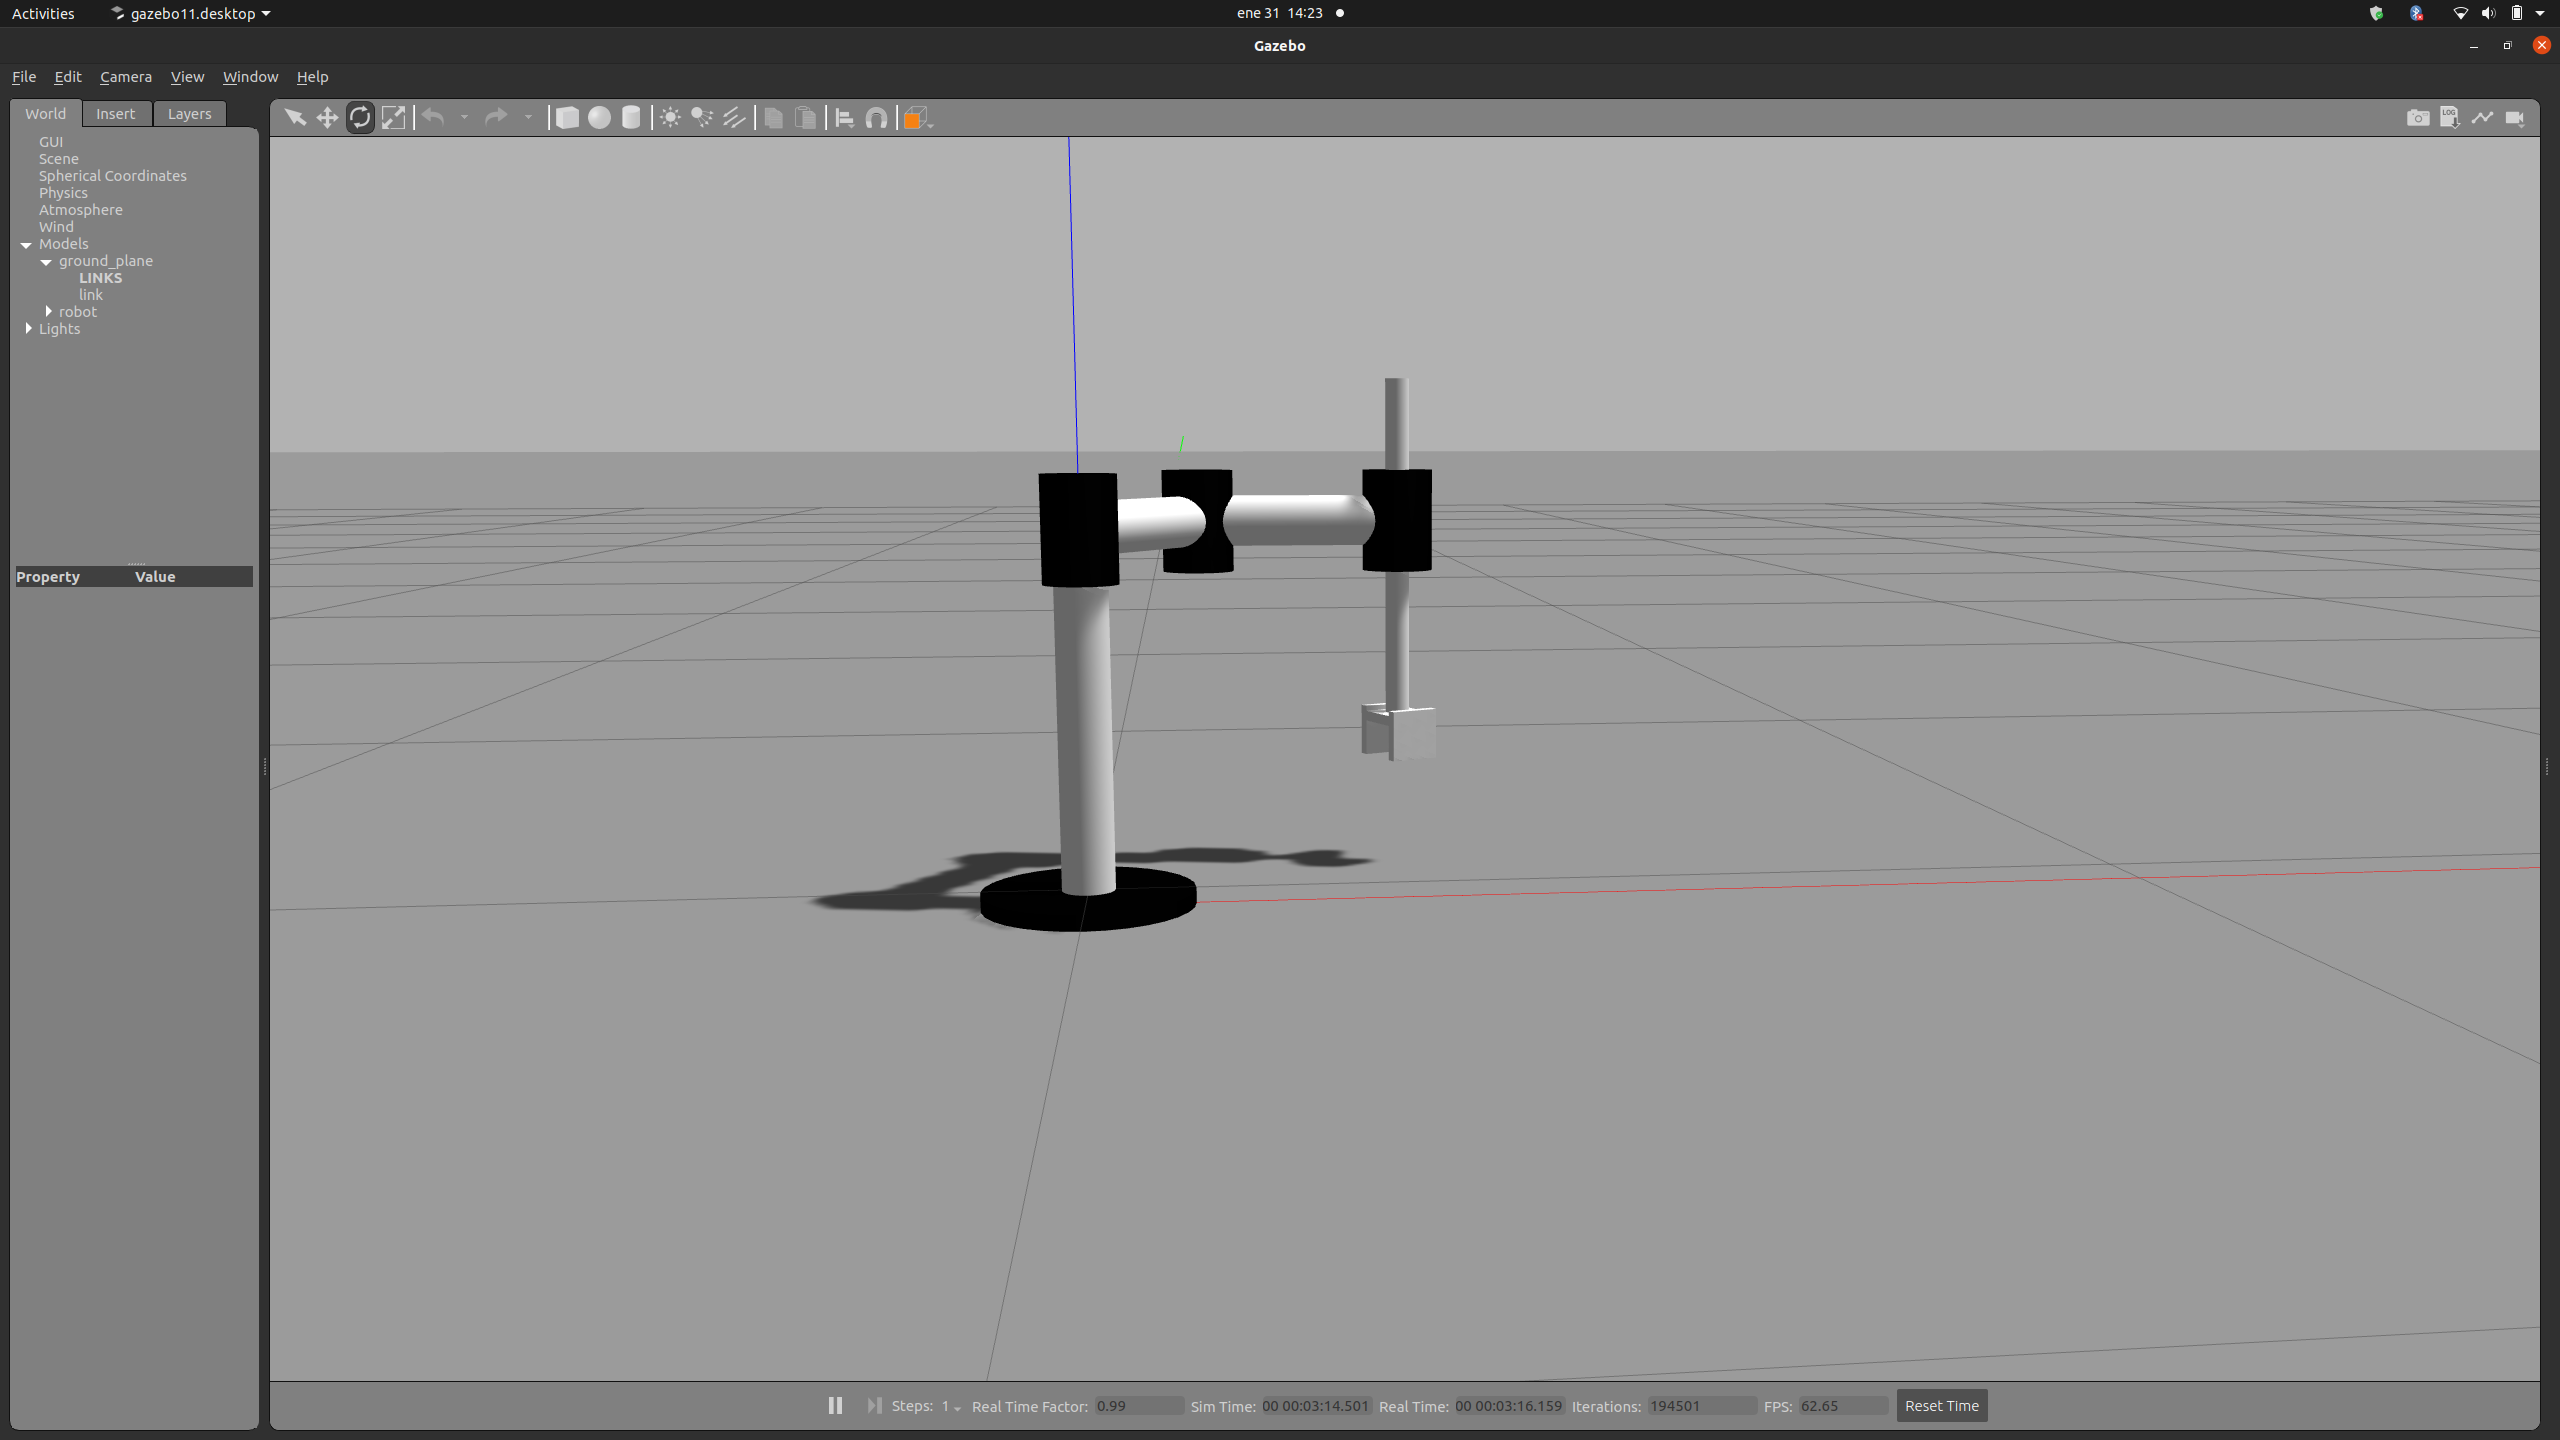 Activities gazebo11.desktop ene 31 14:23
Gazebo
File Edit Camera View Window Help
World Insert Layers
LOG
GUI
Scene
Spherical Coordinates
Physics
Atmosphere
Wind
Models
ground_plane
LINKS
link
robot
Lights
Property Value
Steps: 1 Real Time Factor: 0.99 Sim Time: 00 00:03:14.501 Real Time: 00 00:03:16.159 Iterations: 194501 FPS: 62.65 Reset Time